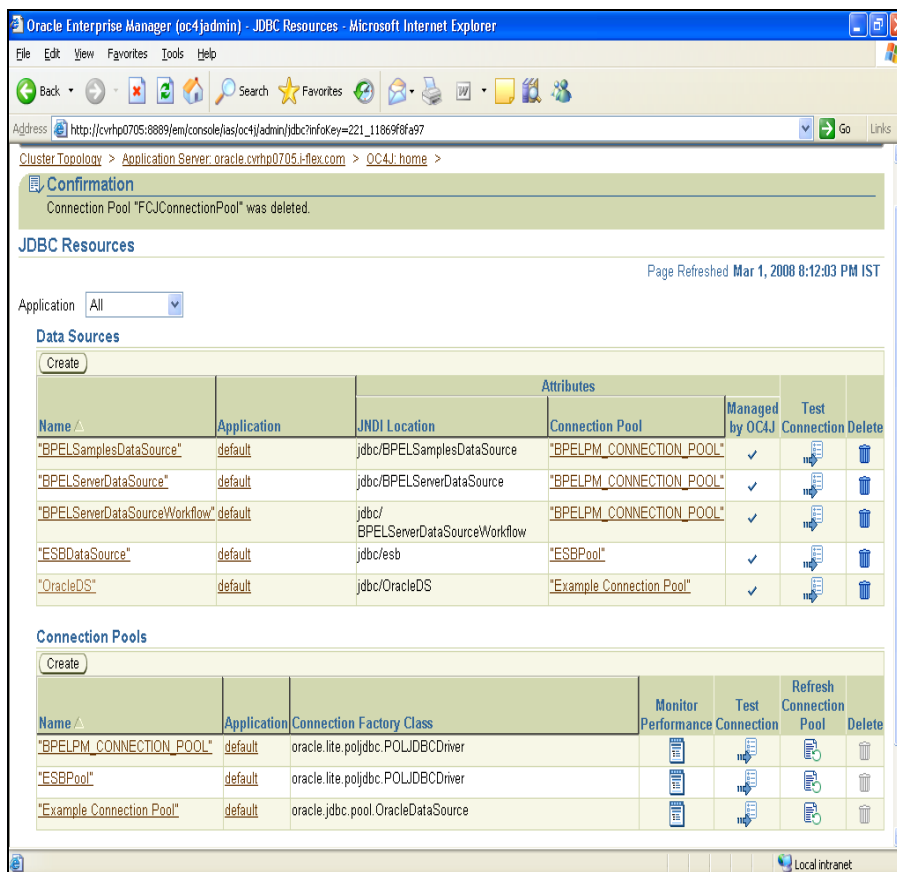 Oracle Enterprise Manager (oc4jadmin) - JDBC Resources - Microsoft Internet Explorer
File Edit View Favorites Tools Help
Back Search Favorites
Address http://cvrhp0705:8889/em/console/ias/oc4j/admin/jdbc?infoKey=221_11869f8fa97 Go Links
Cluster Topology > Application Server: oracle.cvrhp0705.i-flex.com > OC4J: home >
Confirmation
Connection Pool "FCJConnectionPool" was deleted.
JDBC Resources
Page Refreshed Mar 1, 2008 8:12:03 PM IST
Application All
Data Sources
Create
Attributes
Name Application JNDI Location Connection Pool Managed by OC4J Test Connection Delete
"BPELSamplesDataSource" default jdbc/BPELSamplesDataSource "BPELPM_CONNECTION_POOL"
"BPELServerDataSource" default jdbc/BPELServerDataSource "BPELPM_CONNECTION_POOL"
"BPELServerDataSourceWorkflow" default jdbc/ "BPELPM_CONNECTION_POOL"
BPELServerDataSourceWorkflow
"ESBDataSource" default jdbc/esb "ESBPool"
"OracleDS" default jdbc/OracleDS "Example Connection Pool"
Connection Pools
Create
Name Application Connection Factory Class Monitor Performance Test Connection Refresh Connection Pool Delete
"BPELPM_CONNECTION_POOL" default oracle.lite.poljdbc.POLJDBCDriver
"ESBPool" default oracle.lite.poljdbc.POLJDBCDriver
"Example Connection Pool" default oracle.jdbc.pool.OracleDataSource
Local intranet